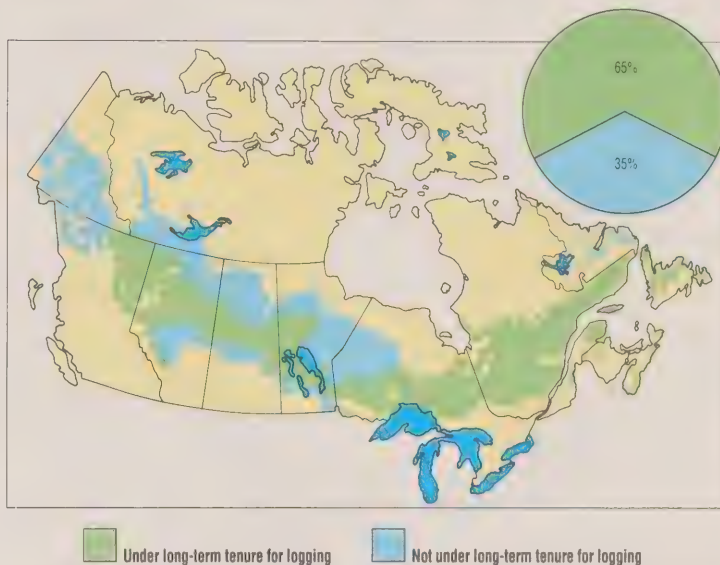 65%
35%
Under long-term tenure for logging
Not under long-term tenure for logging